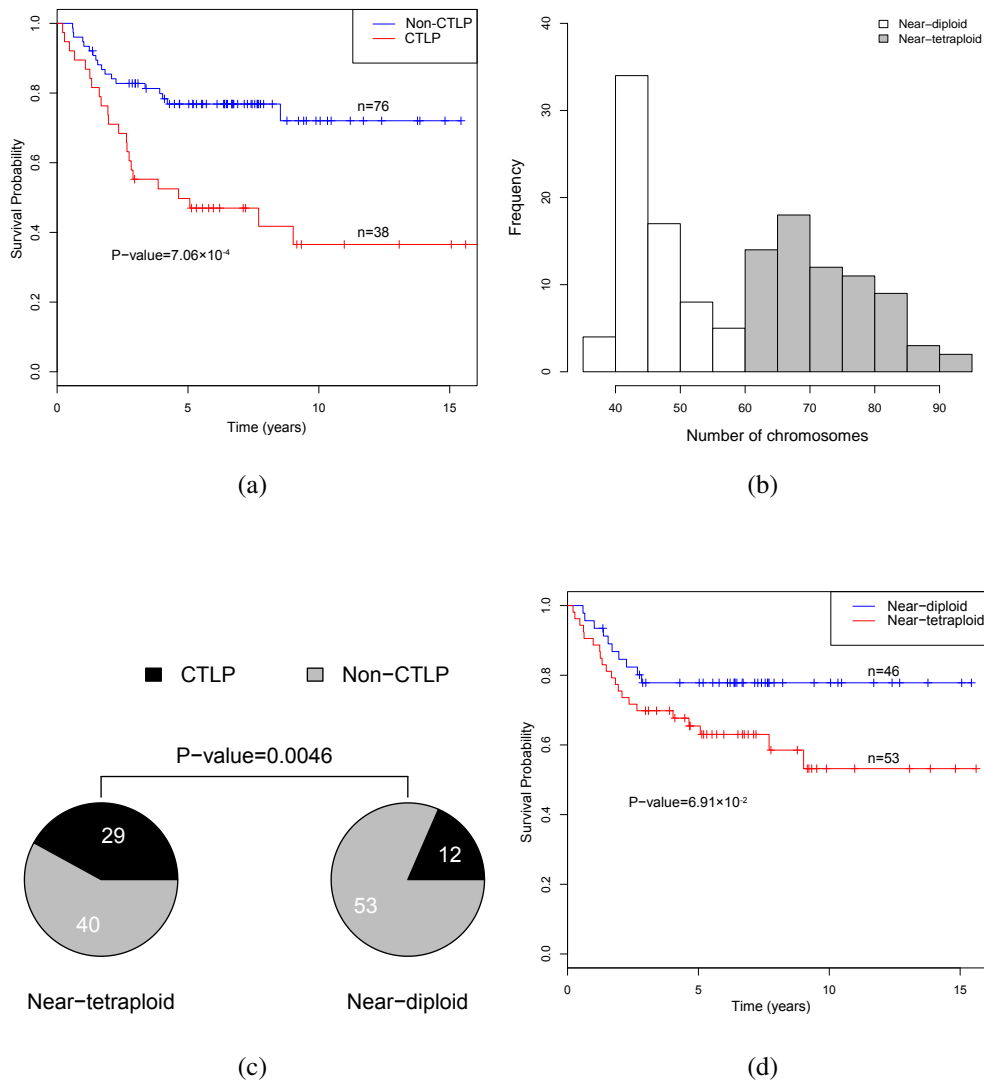 Non−CTLP
CTLP
n=76
n=38
P−value=7.06×10-4
Survival Probability
0.0
0.2
0.4
0.6
0.8
1.0
0
5
10
15
Time (years)
(a)
Near−diploid
Near−tetraploid
Frequency
0
10
20
30
40
40
50
60
70
80
90
Number of chromosomes
(b)
CTLP
Non−CTLP
P−value=0.0046
29
40
12
53
Near−tetraploid
Near−diploid
(c)
Near−diploid
Near−tetraploid
n=46
n=53
P−value=6.91×10-2
Survival Probability
0.0
0.2
0.4
0.6
0.8
1.0
0
5
10
15
Time (years)
(d)